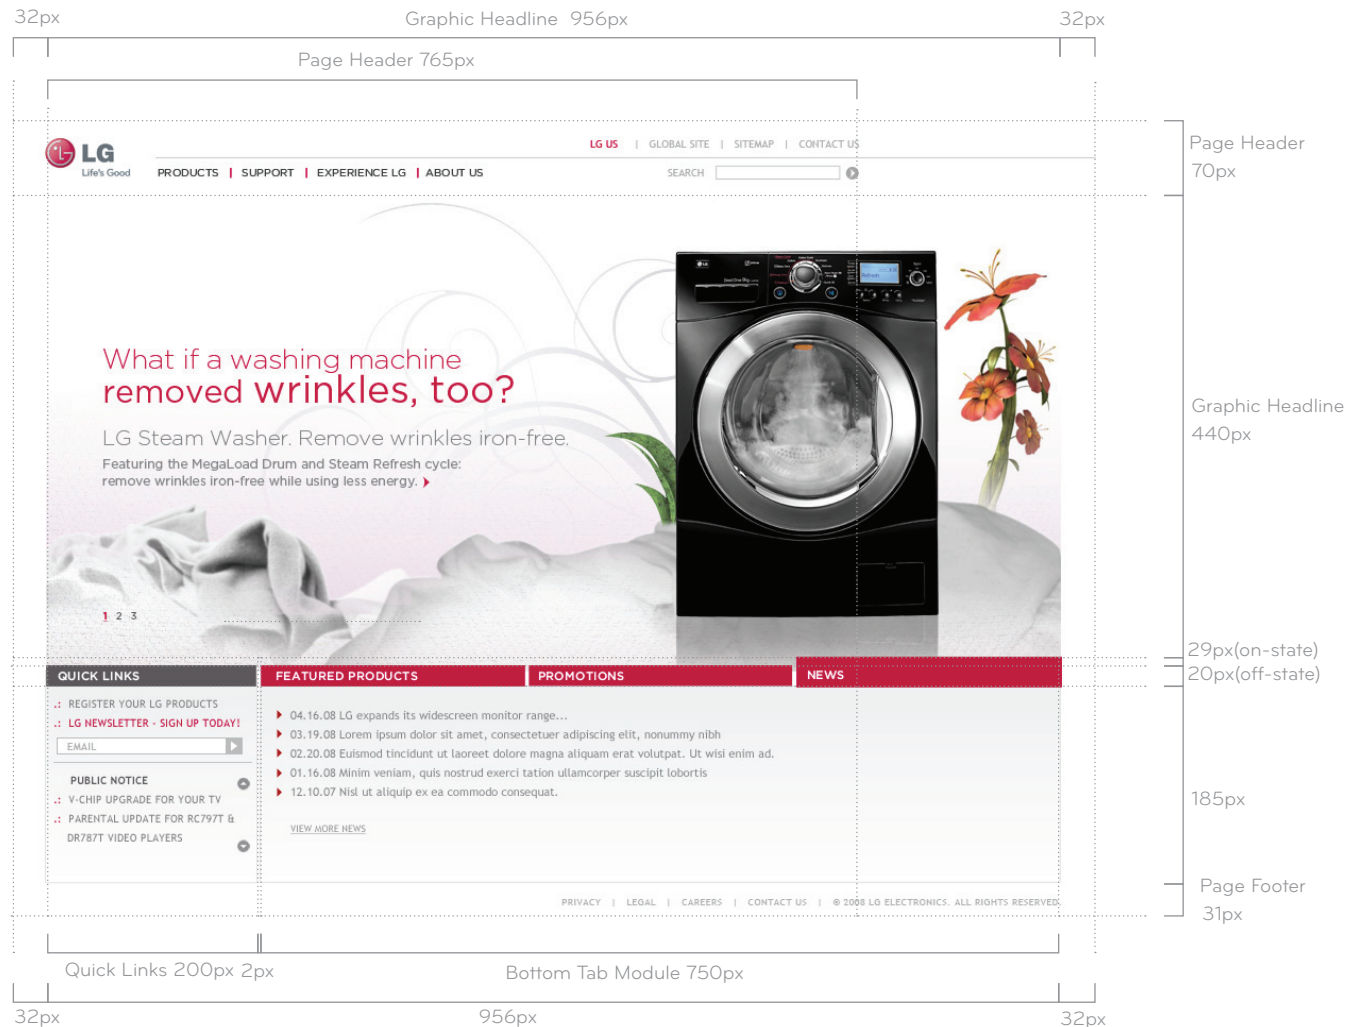 32px
Graphic Headline 956px
32px
Page Header 765px
LG US | GLOBAL SITE | SITEMAP | CONTACT US
LG
Life's Good
PRODUCTS | SUPPORT | EXPERIENCE LG | ABOUT US
SEARCH
Page Header
70px
What if a washing machine
removed wrinkles, too?
LG Steam Washer. Remove wrinkles iron-free.
Featuring the MegaLoad Drum and Steam Refresh cycle:
remove wrinkles iron-free while using less energy.
1 2 3
LG
Refresh
Graphic Headline
440px
29px(on-state)
20px(off-state)
QUICK LINKS
FEATURED PRODUCTS
PROMOTIONS
NEWS
.: REGISTER YOUR LG PRODUCTS
.: LG NEWSLETTER - SIGN UP TODAY!
EMAIL
PUBLIC NOTICE
.: V-CHIP UPGRADE FOR YOUR TV
.: PARENTAL UPDATE FOR RC797T &
DR787T VIDEO PLAYERS
04.16.08 LG expands its widescreen monitor range...
03.19.08 Lorem ipsum dolor sit amet, consectetuer adipiscing elit, nonummy nibh
02.20.08 Euismod tincidunt ut laoreet dolore magna aliquam erat volutpat. Ut wisi enim ad.
01.16.08 Minim veniam, quis nostrud exerci tation ullamcorper suscipit lobortis
12.10.07 Nisl ut aliquip ex ea commodo consequat.
VIEW MORE NEWS
185px
Page Footer
31px
PRIVACY | LEGAL | CAREERS | CONTACT US | © 2008 LG ELECTRONICS. ALL RIGHTS RESERVED.
Quick Links 200px 2px
Bottom Tab Module 750px
32px
956px
32px